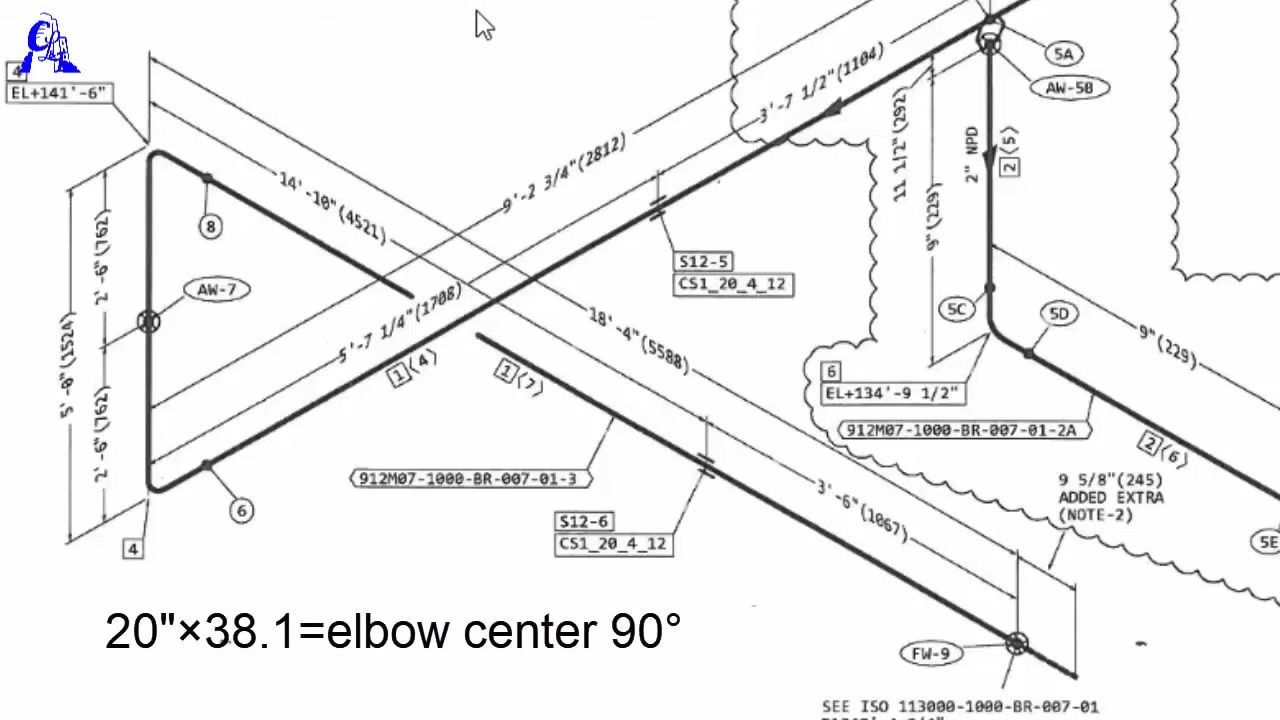 4
EL+141'-6"
5A
AW-5B
3'-7 1/2"(1104)
11 1/2"(292)
2" NPD
2〈5〉
9'-2 3/4"(2812)
14'-10"(4521)
8
2'-6"(762)
9"(229)
S12-5
CS1_20_4_12
AW-7
5C
5D
18'-4"(5588)
5'-7 1/4"(1708)
9"(229)
5'-0"(1524)
1〈4〉
1〈7〉
6
EL+134'-9 1/2"
912M07-1000-BR-007-01-2A
2〈6〉
2'-6"(762)
912M07-1000-BR-007-01-3
9 5/8"(245)
ADDED EXTRA
(NOTE-2)
3'-6"(1067)
6
S12-6
CS1_20_4_12
4
5E
20"×38.1=elbow center 90°
FW-9
SEE ISO 113000-1000-BR-007-01